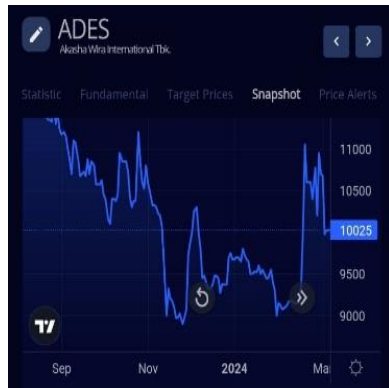 ADES
Akasha Wira International Tbk.
Statistic Fundamental Target Prices Snapshot Price Alerts
11000
10500
10025
9500
9000
Sep Nov 2024 Ma